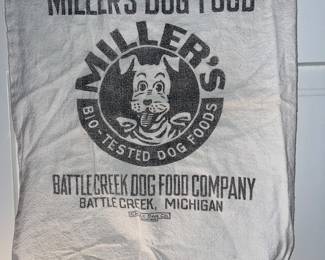 MILLER'S DOG FOOD
MILLER'S
BIO-TESTED DOG FOODS
BATTLE CREEK DOG FOOD COMPANY
BATTLE CREEK, MICHIGAN